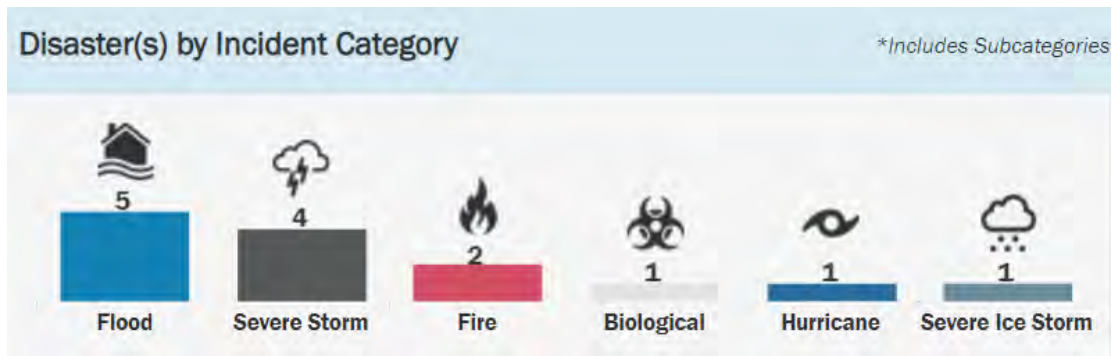 Disaster(s) by Incident Category
*Includes Subcategories
5
4
2
1
1
1
Flood
Severe Storm
Fire
Biological
Hurricane
Severe Ice Storm